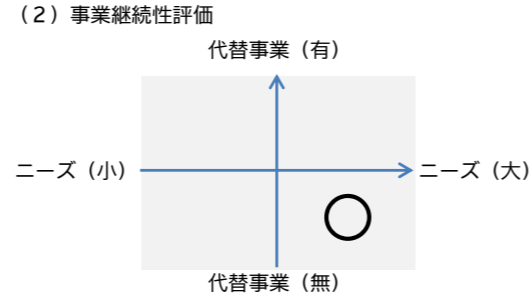 （２）事業継続性評価
代替事業（有）
ニーズ（小）
ニーズ（大）
代替事業（無）